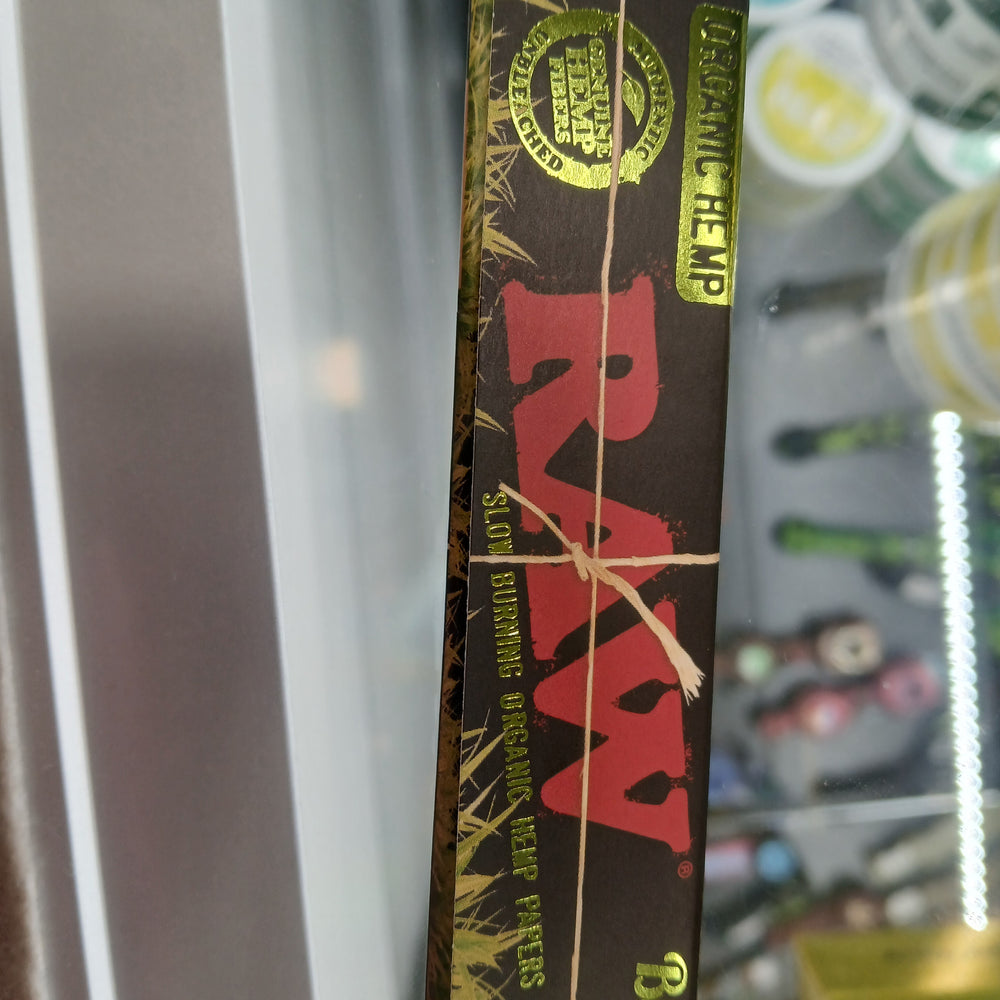 ORGANIC HEMP
AUTHENTIC
GENUINE
HEMP
FIBERS
UNBLEACHED
RAW®
B
SLOW BURNING ORGANIC HEMP PAPERS